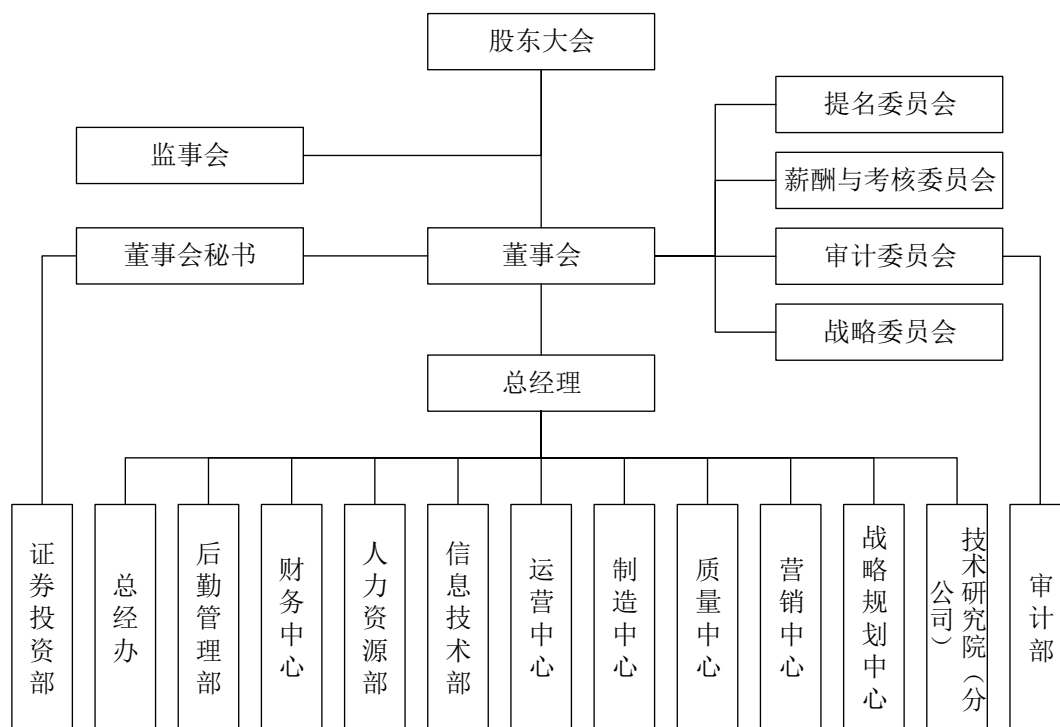 股东大会
提名委员会
监事会
薪酬与考核委员会
董事会秘书
董事会
审计委员会
战略委员会
总经理
证券投资部
总经办
后勤管理部
财务中心
人力资源部
信息技术部
运营中心
制造中心
质量中心
营销中心
战略规划中心
技术研究院（分
公司）
审计部